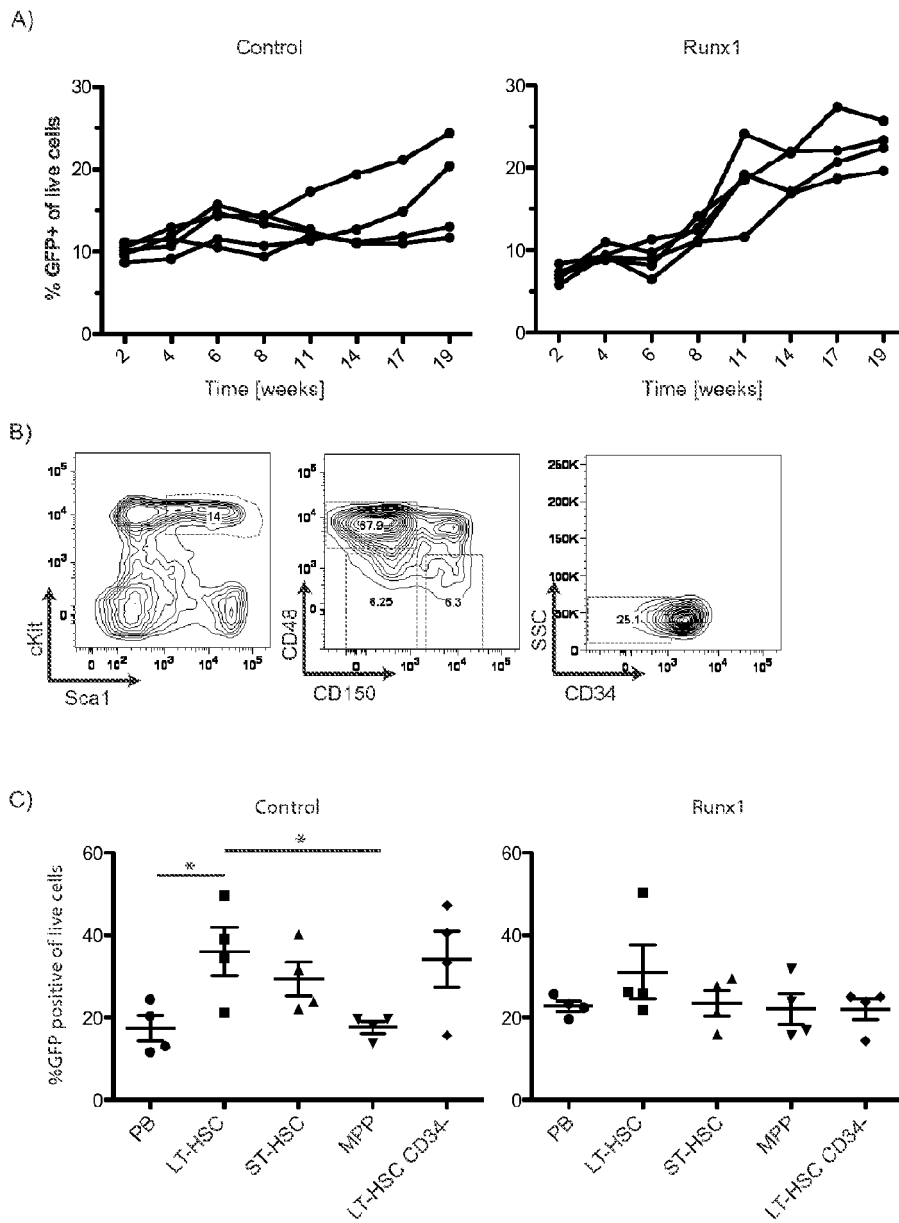 A)
Control
Runx1
% GFP+ of live cells
30
20
10
0
2 4 6 8 11 14 17 19
Time [weeks]
30
20
10
0
2 4 6 8 11 14 17 19
Time [weeks]
B)
cKit
10^5
10^4
10^3
0
14
0 10^2 10^3 10^4 10^5
Sca1
CD48
10^5
10^4
10^3
0
67.9
6.25
6.3
0 10^3 10^4 10^5
CD150
SSC
250K
200K
150K
100K
50K
0
25.1
0 10^3 10^4 10^5
CD34
C)
Control
Runx1
%GFP positive of live cells
60
40
20
0
*
*
PB
LT-HSC
ST-HSC
MPP
LT-HSC CD34-
60
40
20
0
PB
LT-HSC
ST-HSC
MPP
LT-HSC CD34-